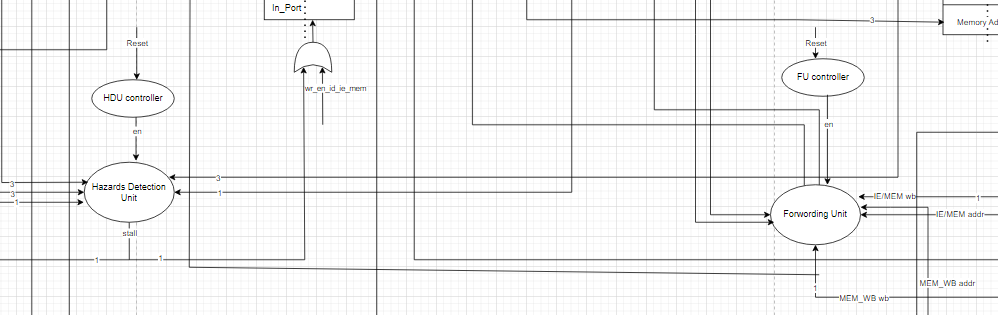 In_Port
3
Memory Ad
Reset
Reset
HDU controller
FU controller
wr_en_id_ie_mem
en
en
3
3
3
1
1
Hazards Detection
Unit
IE/MEM wb
1
Forwording Unit
IE/MEM addr
stall
1
1
1
MEM_WB addr
MEM_WB wb